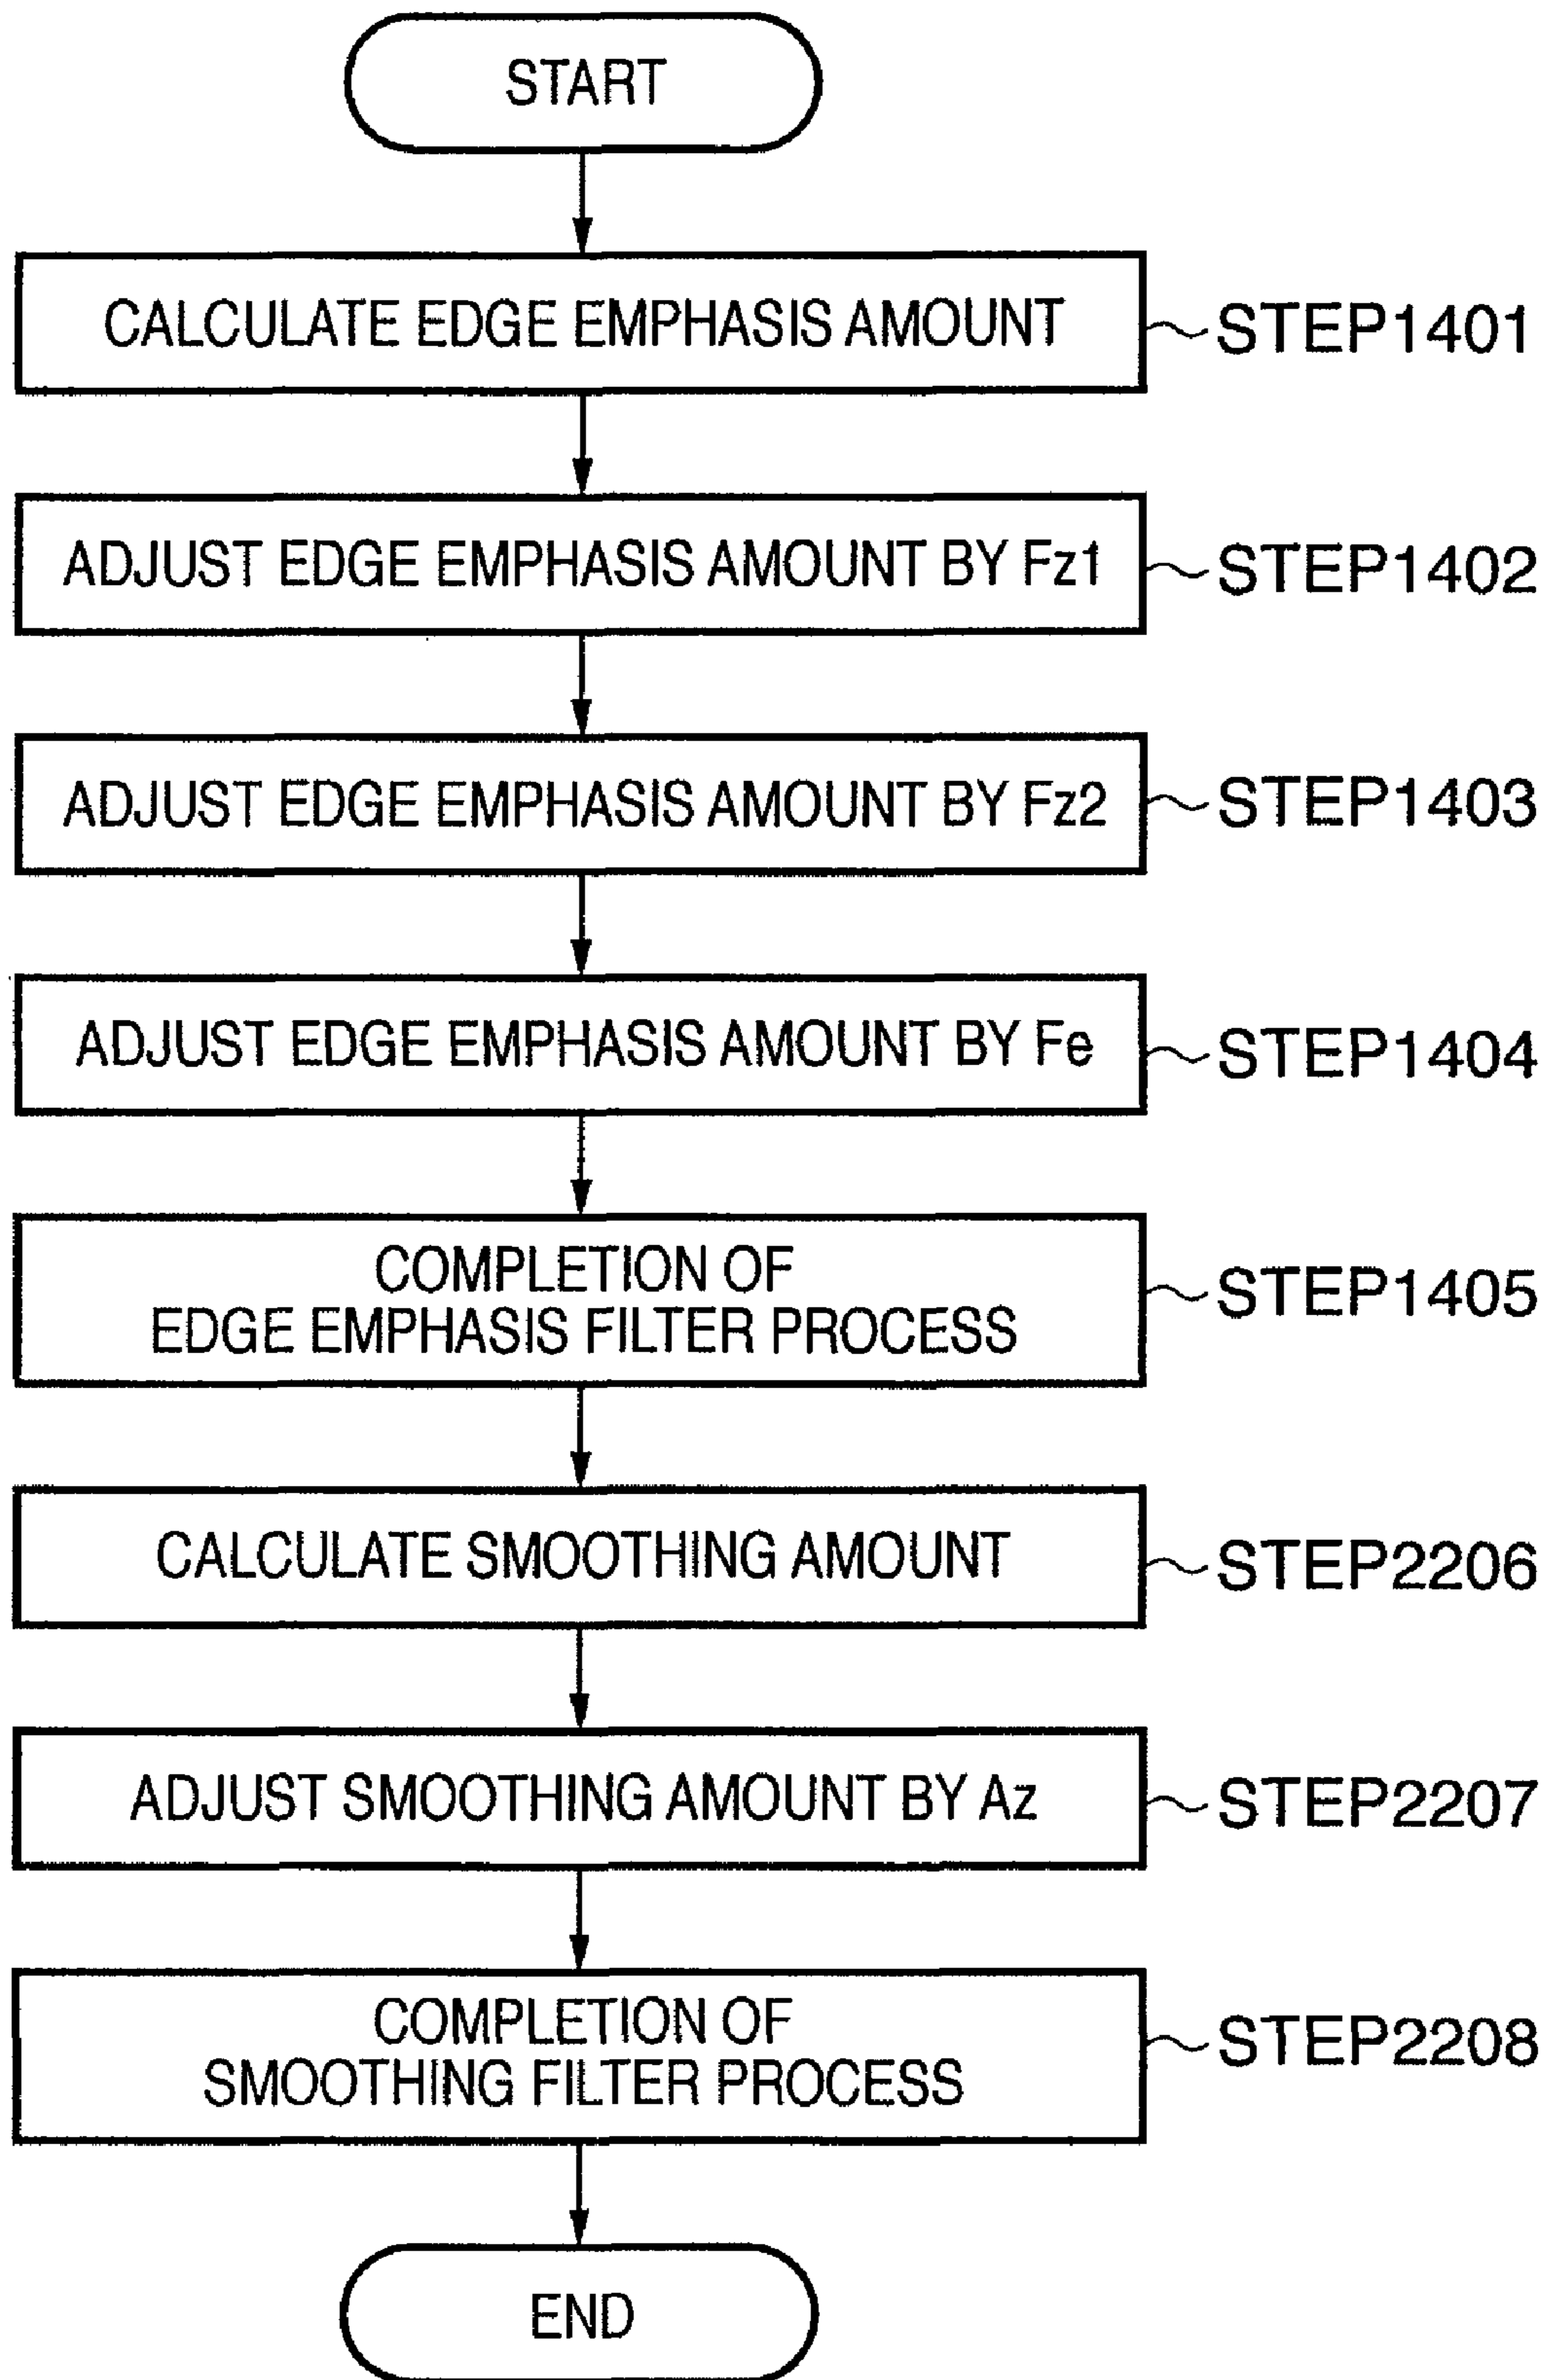 START
CALCULATE EDGE EMPHASIS AMOUNT
STEP1401
ADJUST EDGE EMPHASIS AMOUNT BY Fz1
STEP1402
ADJUST EDGE EMPHASIS AMOUNT BY Fz2
STEP1403
ADJUST EDGE EMPHASIS AMOUNT BY Fe
STEP1404
COMPLETION OF
EDGE EMPHASIS FILTER PROCESS
STEP1405
CALCULATE SMOOTHING AMOUNT
STEP2206
ADJUST SMOOTHING AMOUNT BY Az
STEP2207
COMPLETION OF
SMOOTHING FILTER PROCESS
STEP2208
END